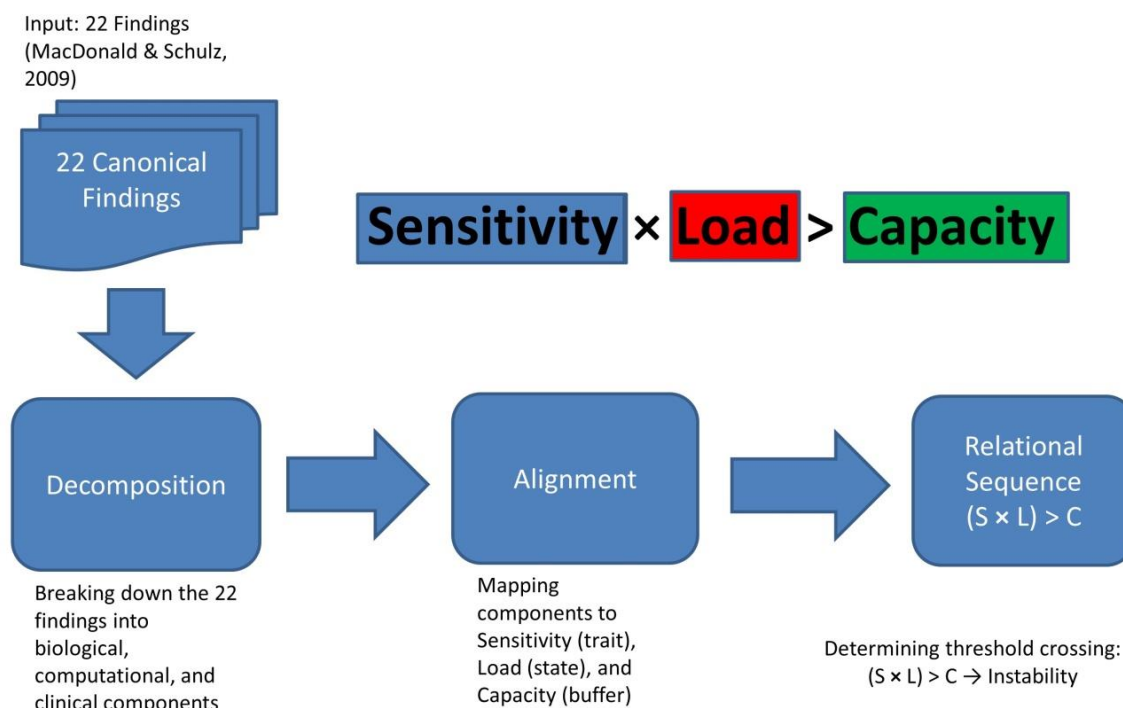 Input: 22 Findings
(MacDonald & Schulz,
2009)
22 Canonical
Findings
Sensitivity × Load > Capacity
Decomposition
Alignment
Relational
Sequence
(S × L) > C
Breaking down the 22
findings into
biological,
computational, and
clinical components
Mapping
components to
Sensitivity (trait),
Load (state), and
Capacity (buffer)
Determining threshold crossing:
(S × L) > C → Instability